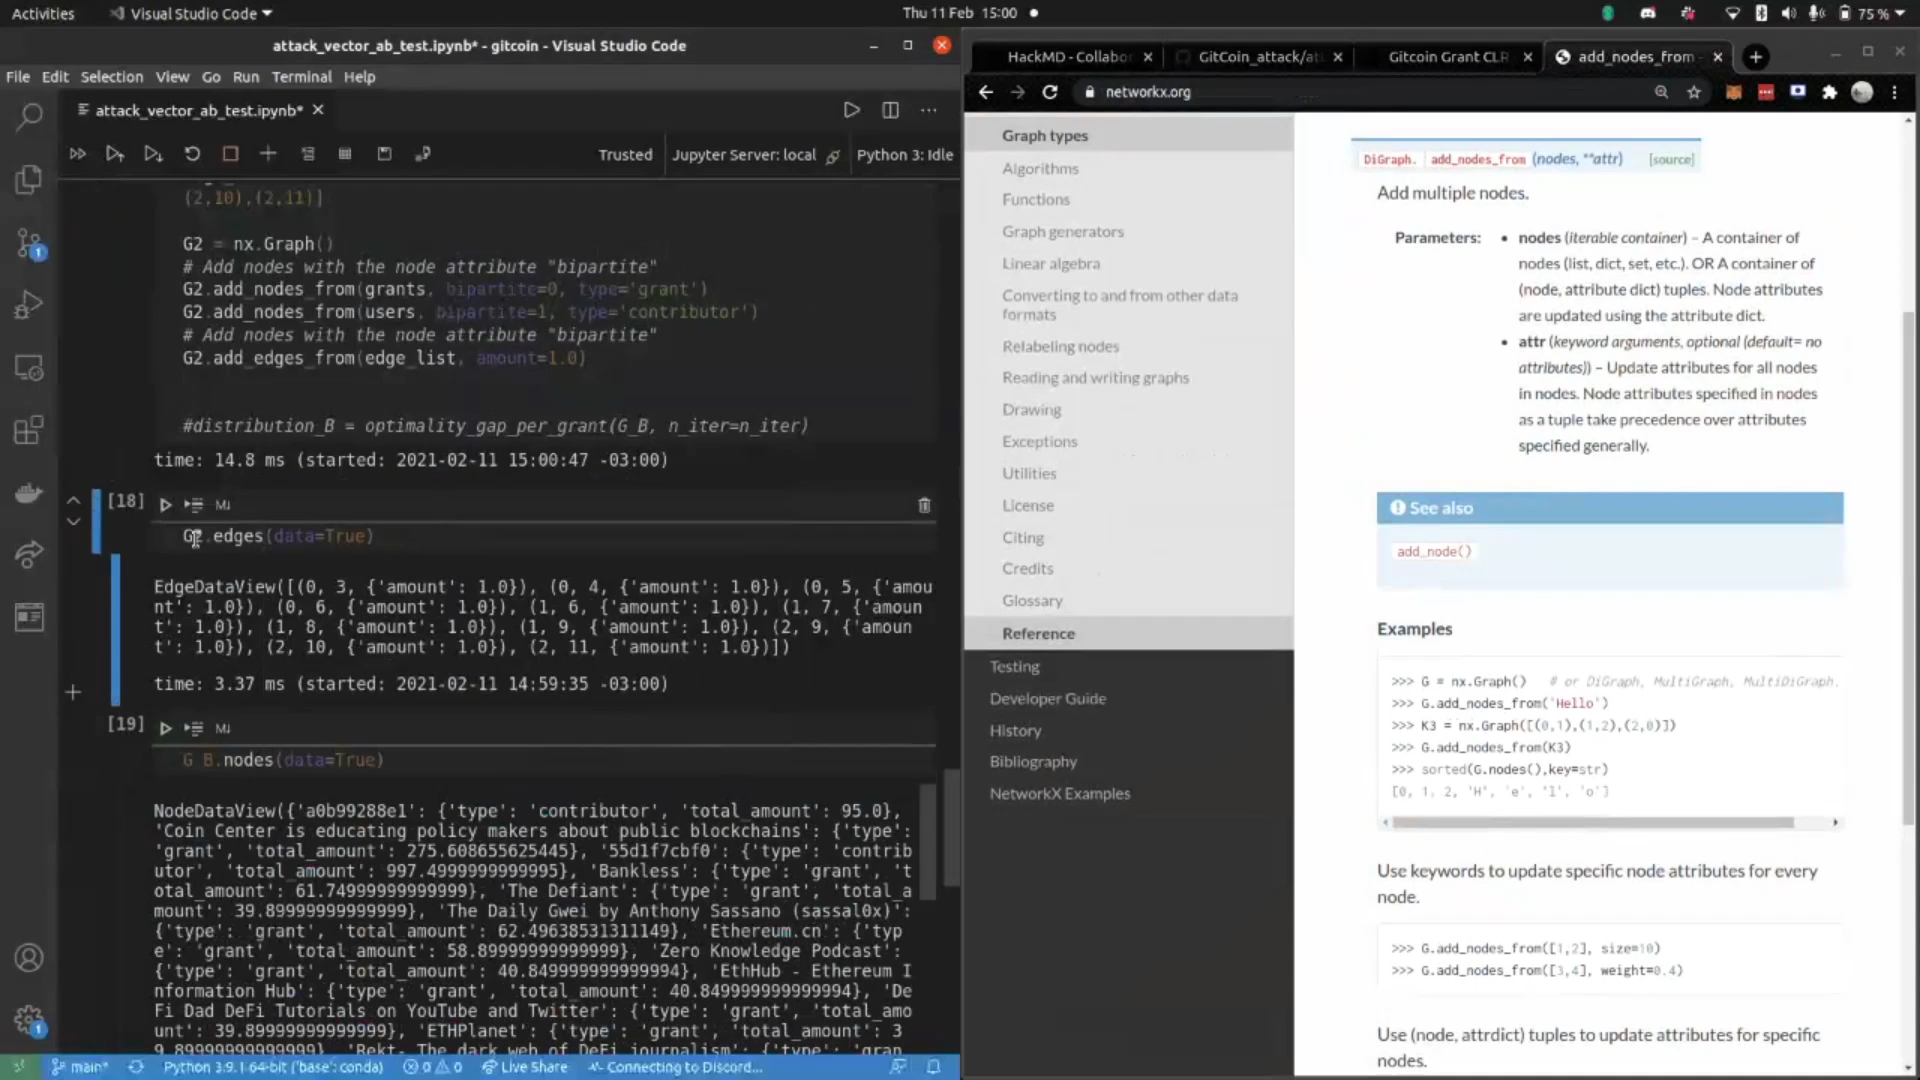 Activities
Visual Studio Code
Thu 11 Feb 15:00
75 %
attack_vector_ab_test.ipynb* - gitcoin - Visual Studio Code
File Edit Selection View Go Run Terminal Help
attack_vector_ab_test.ipynb*
Trusted
Jupyter Server: local
Python 3: Idle
(2,10),(2,11)]
G2 = nx.Graph()
# Add nodes with the node attribute "bipartite"
G2.add_nodes_from(grants, bipartite=0, type='grant')
G2.add_nodes_from(users, bipartite=1, type='contributor')
# Add nodes with the node attribute "bipartite"
G2.add_edges_from(edge_list, amount=1.0)
#distribution_B = optimality_gap_per_grant(G_B, n_iter=n_iter)
time: 14.8 ms (started: 2021-02-11 15:00:47 -03:00)
[18]
M↓
G2.edges(data=True)
EdgeDataView([(0, 3, {'amount': 1.0}), (0, 4, {'amount': 1.0}), (0, 5, {'amou
nt': 1.0}), (0, 6, {'amount': 1.0}), (1, 6, {'amount': 1.0}), (1, 7, {'amoun
t': 1.0}), (1, 8, {'amount': 1.0}), (1, 9, {'amount': 1.0}), (2, 9, {'amoun
t': 1.0}), (2, 10, {'amount': 1.0}), (2, 11, {'amount': 1.0})])
time: 3.37 ms (started: 2021-02-11 14:59:35 -03:00)
[19]
M↓
G_B.nodes(data=True)
NodeDataView({'a0b99288e1': {'type': 'contributor', 'total_amount': 95.0},
'Coin Center is educating policy makers about public blockchains': {'type':
'grant', 'total_amount': 275.608655625445}, '55d1f7cbf0': {'type': 'contrib
utor', 'total_amount': 997.4999999999995}, 'Bankless': {'type': 'grant', 't
otal_amount': 61.74999999999999}, 'The Defiant': {'type': 'grant', 'total_a
mount': 39.89999999999999}, 'The Daily Gwei by Anthony Sassano (sassal0x)':
{'type': 'grant', 'total_amount': 62.49638531311149}, 'Ethereum.cn': {'typ
e': 'grant', 'total_amount': 58.89999999999999}, 'Zero Knowledge Podcast':
{'type': 'grant', 'total_amount': 40.849999999999994}, 'EthHub - Ethereum I
nformation Hub': {'type': 'grant', 'total_amount': 40.849999999999994}, 'De
Fi Dad DeFi Tutorials on YouTube and Twitter': {'type': 'grant', 'total_amo
unt': 39.89999999999999}, 'ETHPlanet': {'type': 'grant', 'total_amount': 3
9.89999999999999}, 'Rekt- The dark web of DeFi journalism': {'type': 'gran
main*
Python 3.9.1 64-bit ('base': conda)
0 0
Live Share
Connecting to Discord...
HackMD - Collabor
GitCoin_attack/at
Gitcoin Grant CLR
add_nodes_from -
networkx.org
Graph types
Algorithms
Functions
Graph generators
Linear algebra
Converting to and from other data
formats
Relabeling nodes
Reading and writing graphs
Drawing
Exceptions
Utilities
License
Citing
Credits
Glossary
Reference
Testing
Developer Guide
History
Bibliography
NetworkX Examples
DiGraph. add_nodes_from (nodes, **attr) [source]
Add multiple nodes.
Parameters:
• nodes (iterable container) – A container of
nodes (list, dict, set, etc.). OR A container of
(node, attribute dict) tuples. Node attributes
are updated using the attribute dict.
• attr (keyword arguments, optional (default= no
attributes)) – Update attributes for all nodes
in nodes. Node attributes specified in nodes
as a tuple take precedence over attributes
specified generally.
See also
add_node()
Examples
>>> G = nx.Graph() # or DiGraph, MultiGraph, MultiDiGraph,
>>> G.add_nodes_from('Hello')
>>> K3 = nx.Graph([(0,1),(1,2),(2,0)])
>>> G.add_nodes_from(K3)
>>> sorted(G.nodes(),key=str)
[0, 1, 2, 'H', 'e', 'l', 'o']
Use keywords to update specific node attributes for every
node.
>>> G.add_nodes_from([1,2], size=10)
>>> G.add_nodes_from([3,4], weight=0.4)
Use (node, attrdict) tuples to update attributes for specific
nodes.